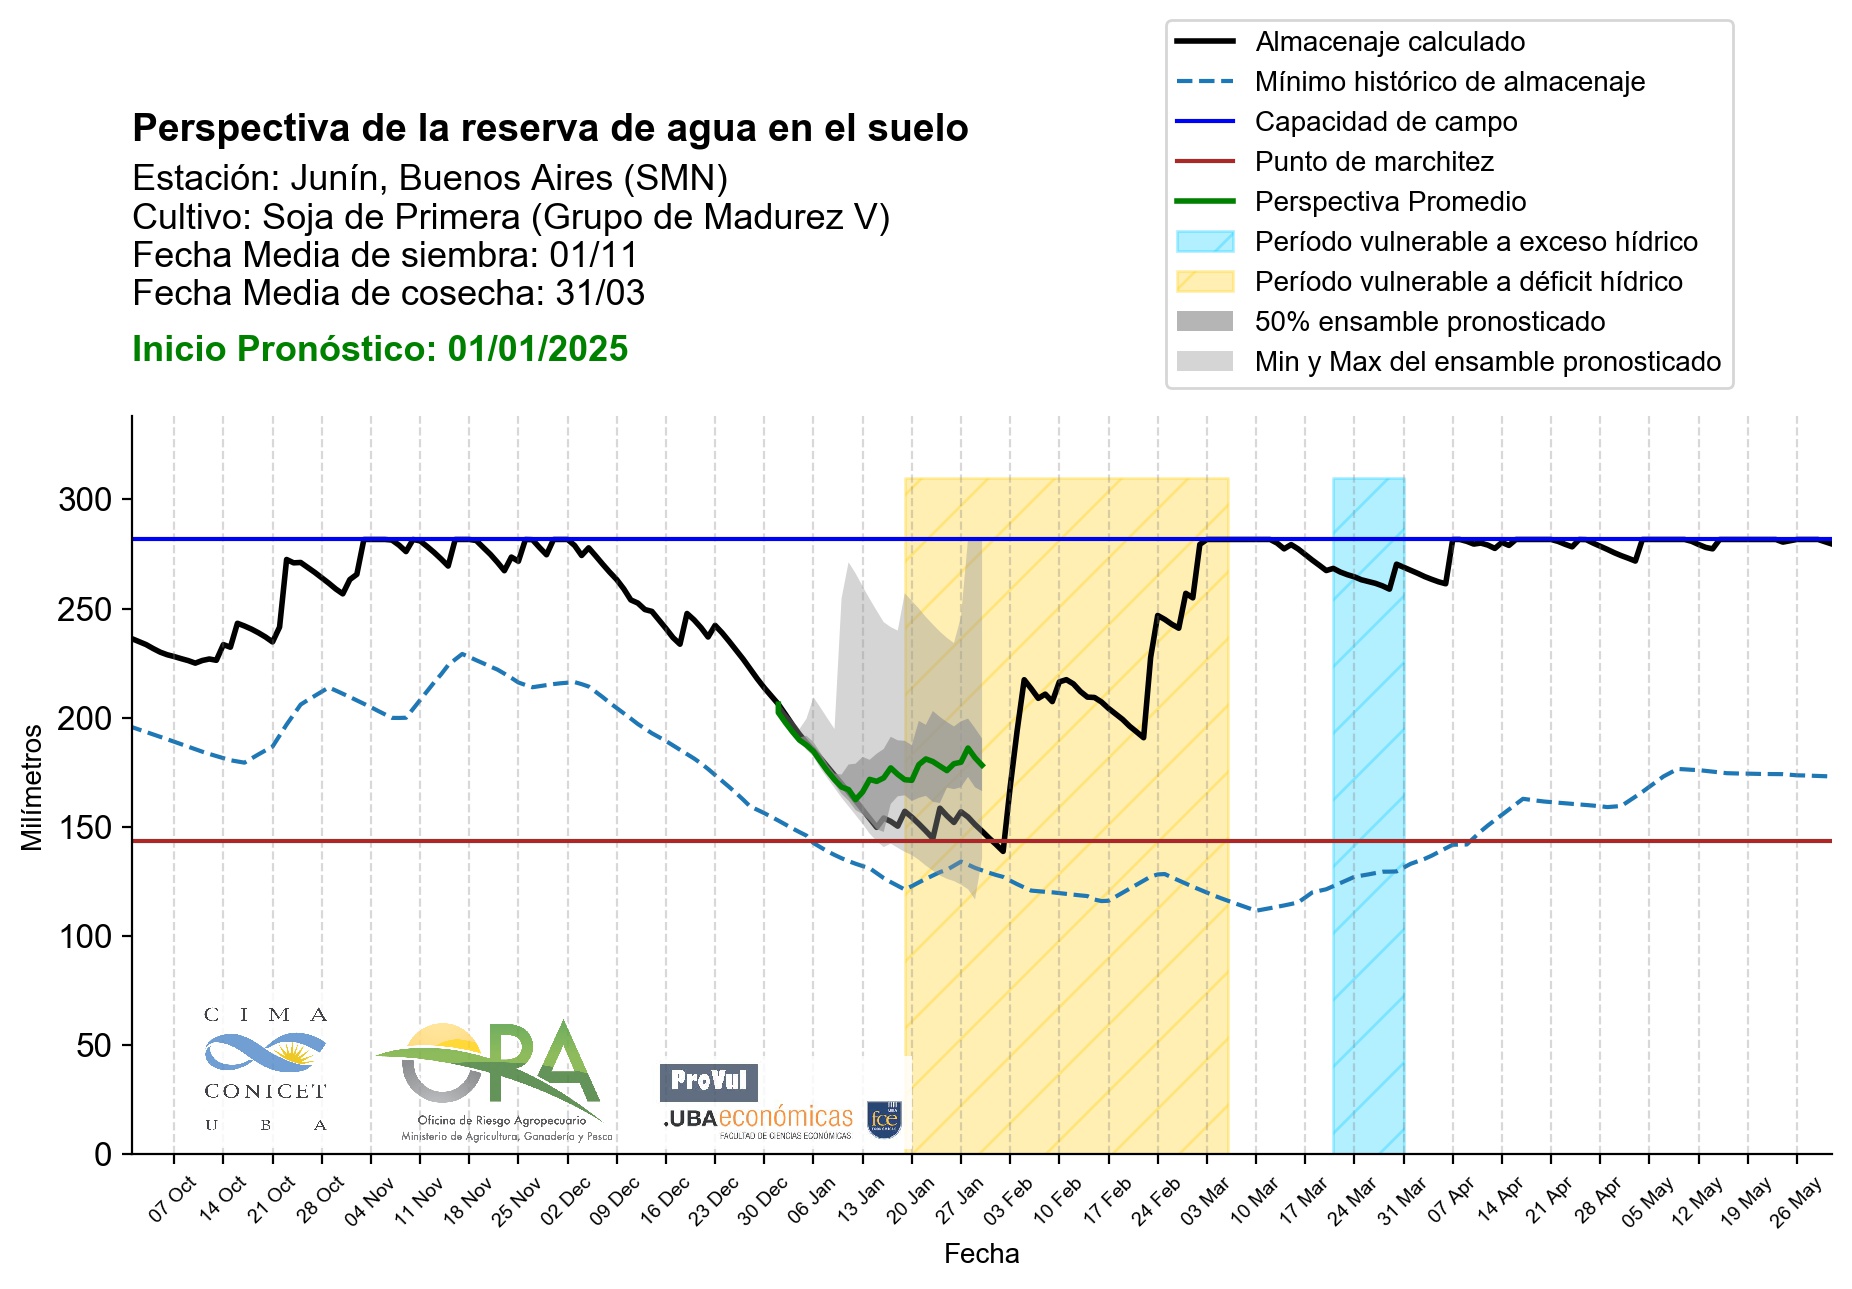 Almacenaje calculado
Mínimo histórico de almacenaje
Capacidad de campo
Punto de marchitez
Perspectiva Promedio
Período vulnerable a exceso hídrico
Período vulnerable a déficit hídrico
50% ensamble pronosticado
Min y Max del ensamble pronosticado
Perspectiva de la reserva de agua en el suelo
Estación: Junín, Buenos Aires (SMN)
Cultivo: Soja de Primera (Grupo de Madurez V)
Fecha Media de siembra: 01/11
Fecha Media de cosecha: 31/03
Inicio Pronóstico: 01/01/2025
Milímetros
300
250
200
150
100
50
0
CIMA
CONICET
UBA
ORA
Oficina de Riesgo Agropecuario
Ministerio de Agricultura, Ganadería y Pesca
ProVul
.UBAeconómicas
FACULTAD DE CIENCIAS ECONÓMICAS
UBA
fce
ECONÓMICAS
07 Oct
14 Oct
21 Oct
28 Oct
04 Nov
11 Nov
18 Nov
25 Nov
02 Dec
09 Dec
16 Dec
23 Dec
30 Dec
06 Jan
13 Jan
20 Jan
27 Jan
03 Feb
10 Feb
17 Feb
24 Feb
03 Mar
10 Mar
17 Mar
24 Mar
31 Mar
07 Apr
14 Apr
21 Apr
28 Apr
05 May
12 May
19 May
26 May
Fecha